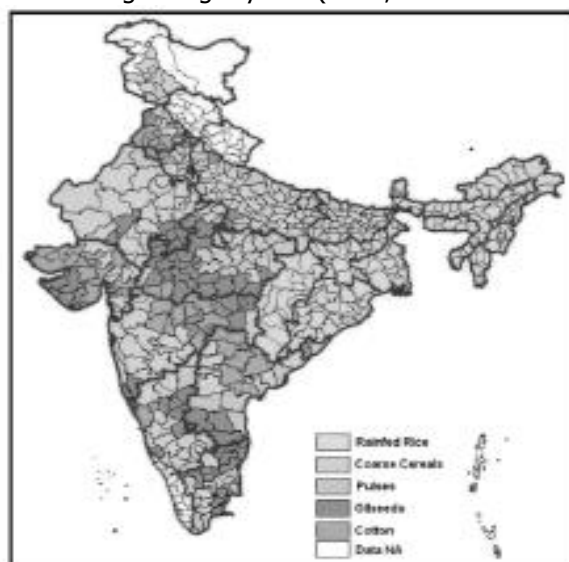 Rainfed Rice
Coarse Cereals
Pulses
Oilseeds
Cotton
Data NA